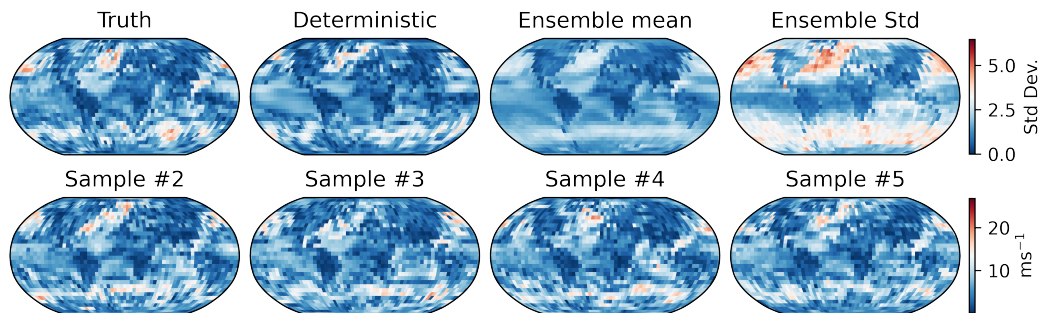 Truth
Deterministic
Ensemble mean
Ensemble Std
5.0
2.5
0.0
Std Dev.
Sample #2
Sample #3
Sample #4
Sample #5
20
10
ms⁻¹